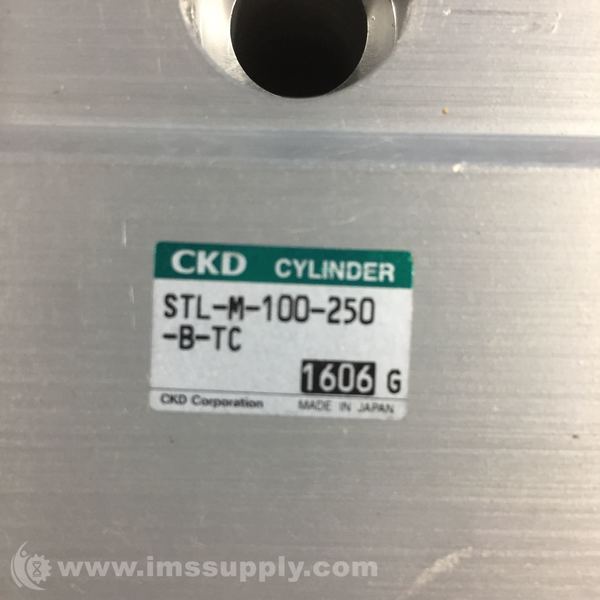 CKD CYLINDER
STL-M-100-250
-B-TC
1606 G
CKD Corporation MADE IN JAPAN
www.imssupply.com